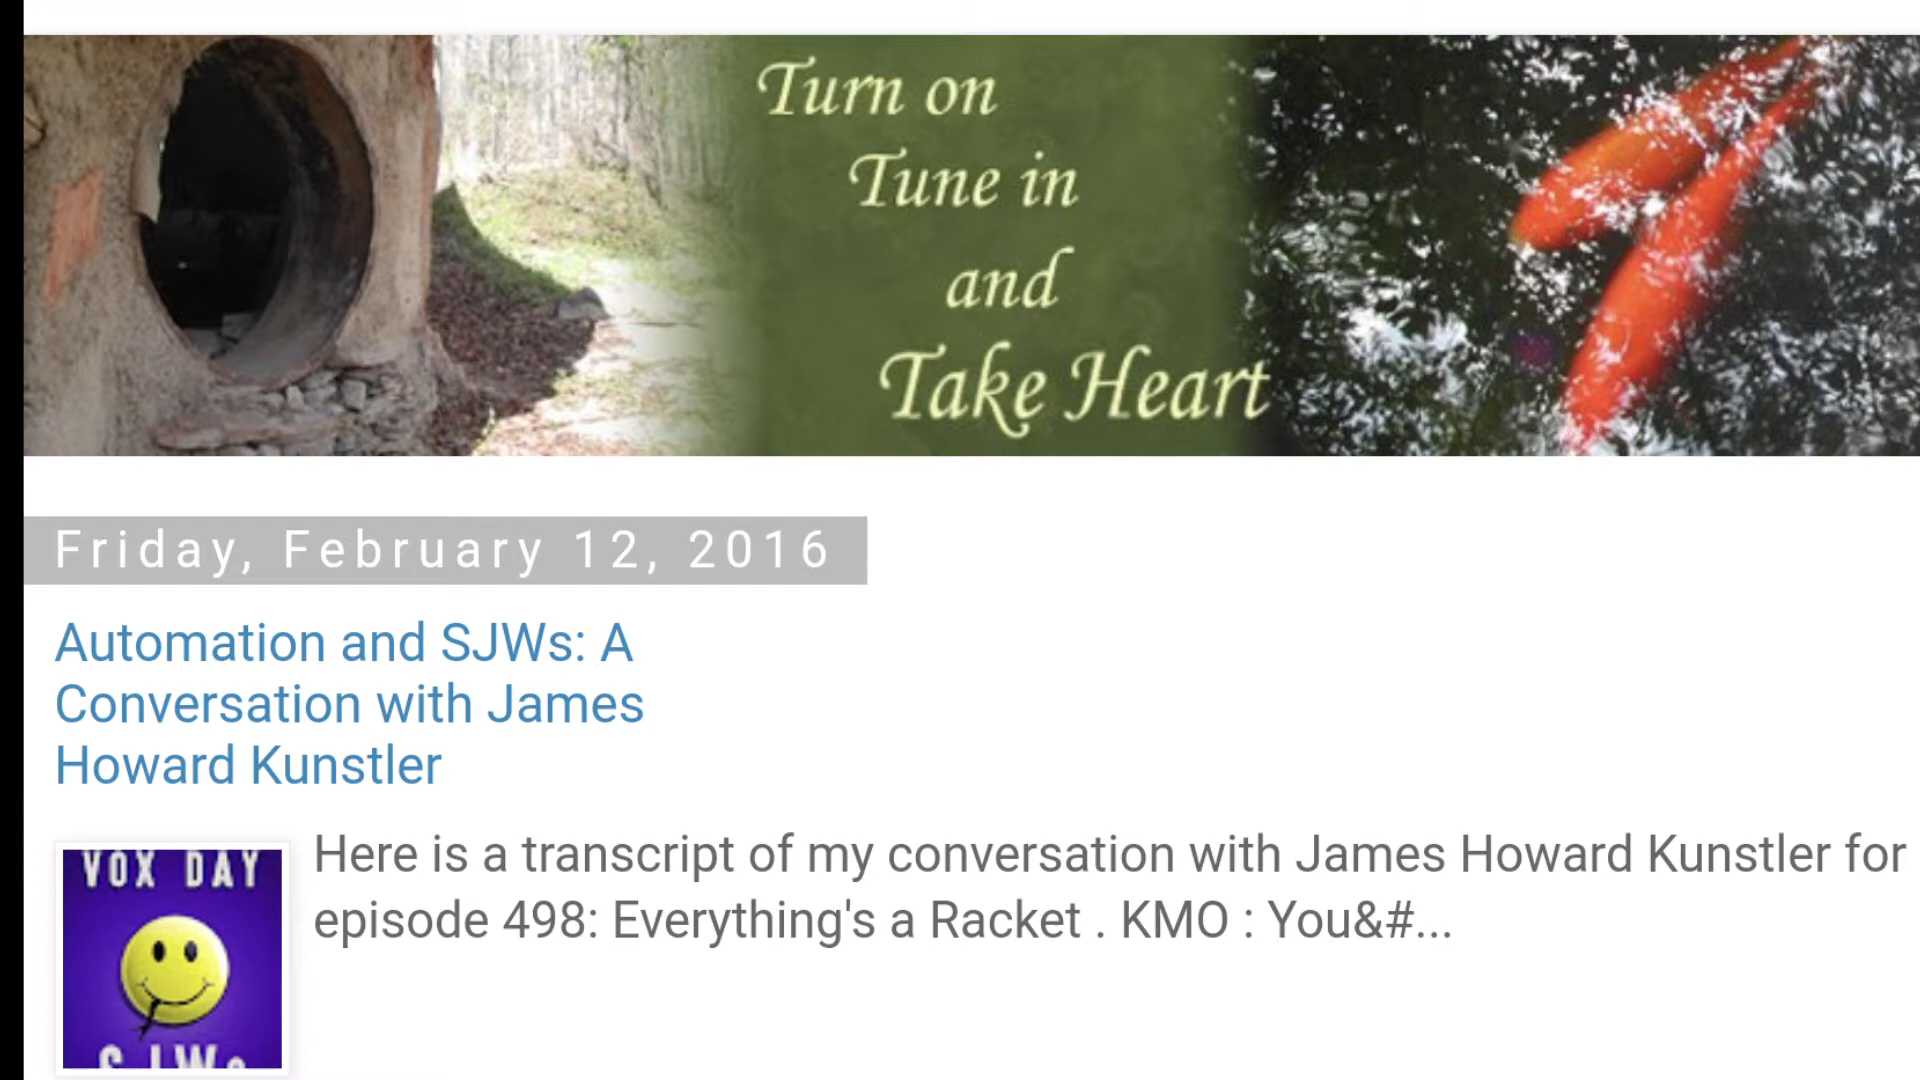 Turn on
Tune in
and
Take Heart
Friday, February 12, 2016
Automation and SJWs: A
Conversation with James
Howard Kunstler
Here is a transcript of my conversation with James Howard Kunstler for
episode 498: Everything's a Racket . KMO : You&#...
VOX DAY
SJWs